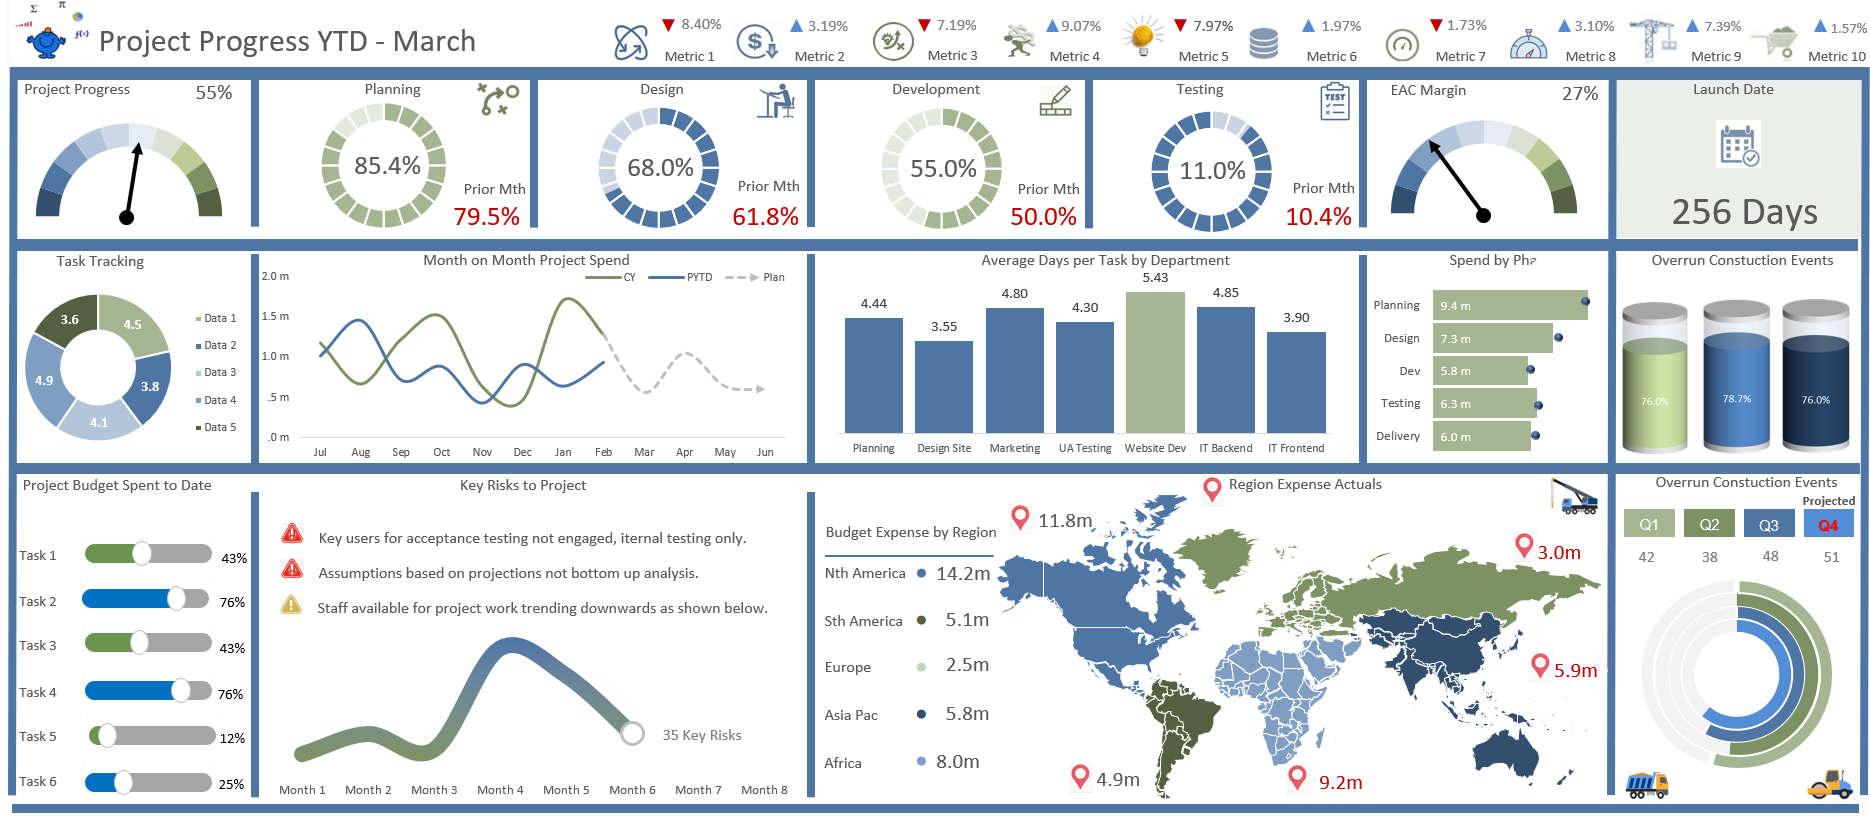 Σ π
f(x)
Project Progress YTD - March
▼ 8.40%
Metric 1
▲ 3.19%
Metric 2
▼ 7.19%
Metric 3
▲ 9.07%
Metric 4
▼ 7.97%
Metric 5
▲ 1.97%
Metric 6
▼ 1.73%
Metric 7
▲ 3.10%
Metric 8
▲ 7.39%
Metric 9
▲ 1.57%
Metric 10
Project Progress 55%
Planning
85.4%
Prior Mth
79.5%
Design
68.0%
Prior Mth
61.8%
Development
55.0%
Prior Mth
50.0%
Testing
TEST
11.0%
Prior Mth
10.4%
EAC Margin 27%
Launch Date
256 Days
Task Tracking
3.6
4.5
4.9
3.8
4.1
Data 1
Data 2
Data 3
Data 4
Data 5
Month on Month Project Spend
CY PYTD Plan
2.0 m
1.5 m
1.0 m
.5 m
.0 m
Jul Aug Sep Oct Nov Dec Jan Feb Mar Apr May Jun
Average Days per Task by Department
4.44 3.55 4.80 4.30 5.43 4.85 3.90
Planning Design Site Marketing UA Testing Website Dev IT Backend IT Frontend
Spend by Pha
Planning 9.4 m
Design 7.3 m
Dev 5.8 m
Testing 6.3 m
Delivery 6.0 m
Overrun Constuction Events
76.0% 78.7% 76.0%
Project Budget Spent to Date
Task 1 43%
Task 2 76%
Task 3 43%
Task 4 76%
Task 5 12%
Task 6 25%
Key Risks to Project
Key users for acceptance testing not engaged, iternal testing only.
Assumptions based on projections not bottom up analysis.
Staff available for project work trending downwards as shown below.
35 Key Risks
Month 1 Month 2 Month 3 Month 4 Month 5 Month 6 Month 7 Month 8
Region Expense Actuals
Budget Expense by Region
Nth America 14.2m
Sth America 5.1m
Europe 2.5m
Asia Pac 5.8m
Africa 8.0m
11.8m
3.0m
5.9m
4.9m
9.2m
Overrun Constuction Events
Projected
Q1 Q2 Q3 Q4
42 38 48 51